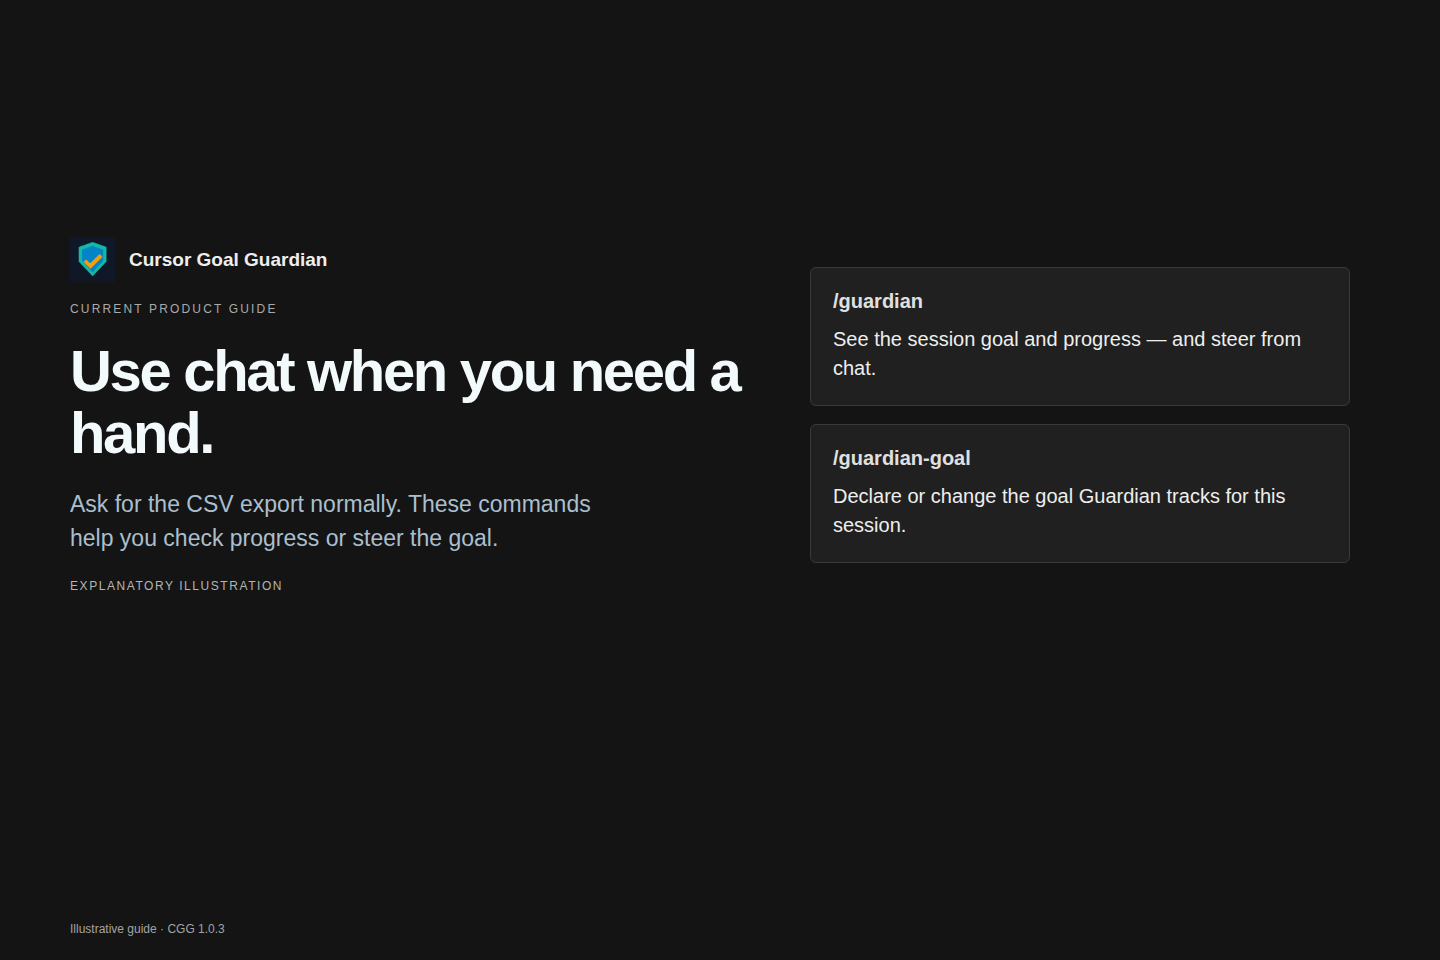 Cursor Goal Guardian
CURRENT PRODUCT GUIDE
Use chat when you need a
hand.
Ask for the CSV export normally. These commands
help you check progress or steer the goal.
EXPLANATORY ILLUSTRATION
/guardian
See the session goal and progress — and steer from
chat.
/guardian-goal
Declare or change the goal Guardian tracks for this
session.
Illustrative guide · CGG 1.0.3